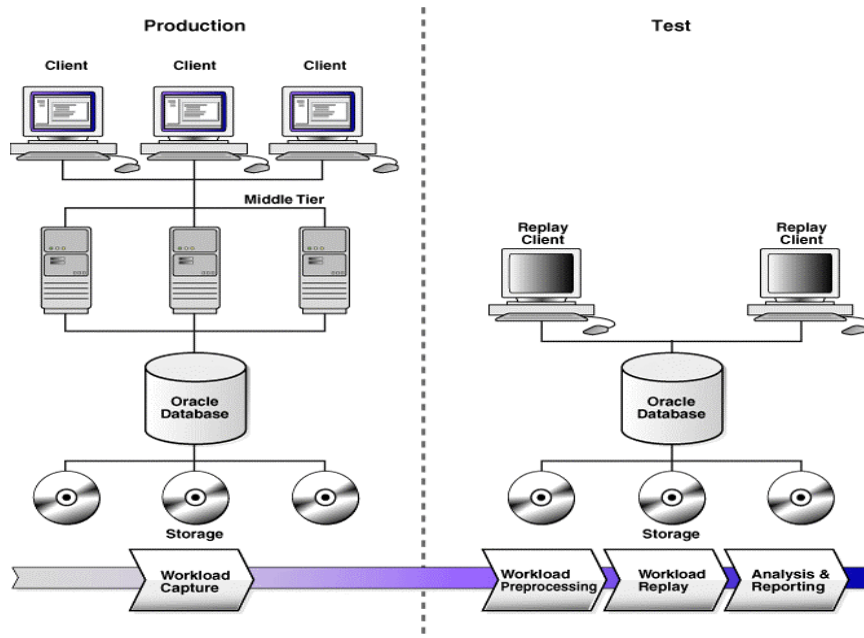 Production
Test
Client
Client
Client
Middle Tier
Replay
Client
Replay
Client
Oracle
Database
Oracle
Database
Storage
Storage
Workload
Capture
Workload
Preprocessing
Workload
Replay
Analysis &
Reporting